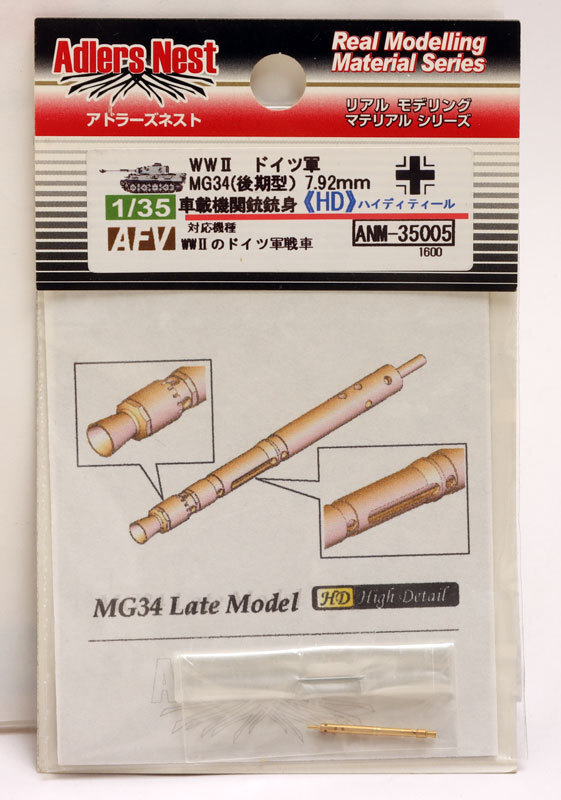 Adlers Nest
アドラーズネスト
Real Modelling
Material Series
リアル モデリング
マテリアル シリーズ
WWⅡ ドイツ軍
MG34(後期型) 7.92mm
1/35 車載機関銃銃身《HD》ハイディティール
AFV 対応機種
WWⅡのドイツ軍戦車
ANM-35005
1600
MG34 Late Model HD High Detail